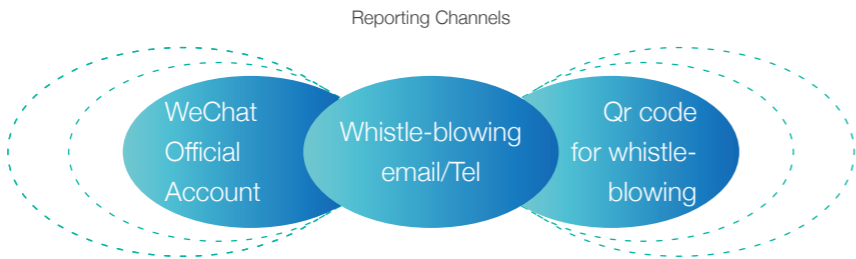 Reporting Channels
WeChat
Official
Account
Whistle-blowing
email/Tel
Qr code
for whistle-
blowing